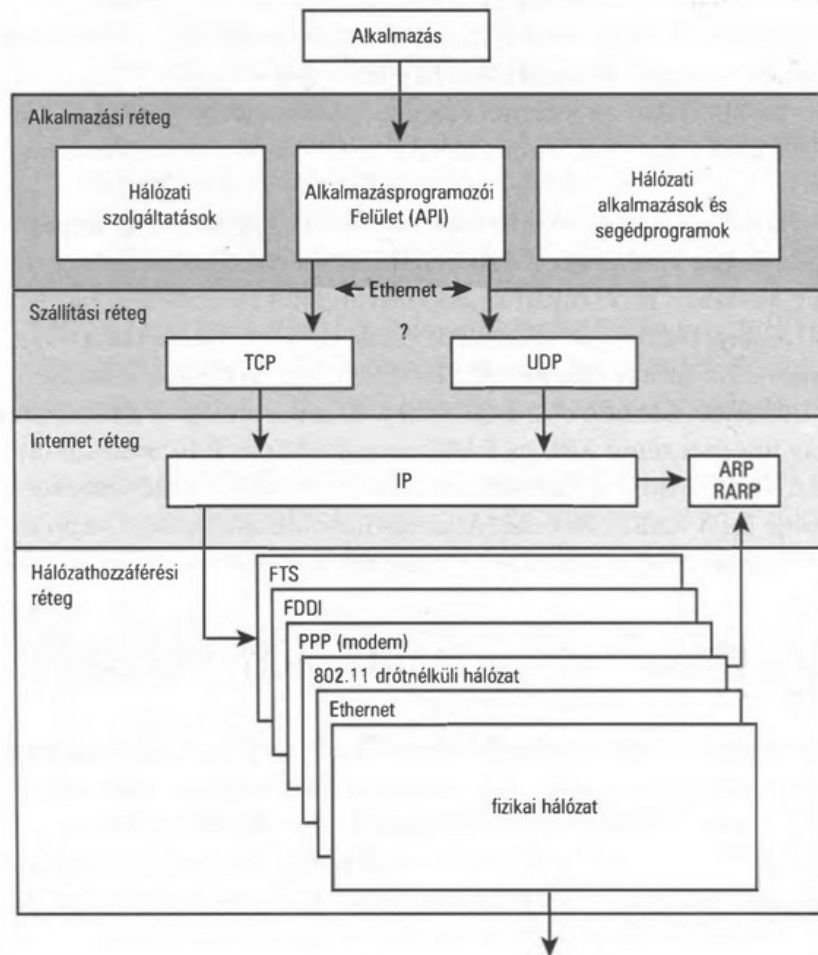 Alkalmazás
Alkalmazási réteg
Hálózati
szolgáltatások
Alkalmazásprogramozói
Felület (API)
Hálózati
alkalmazások és
segédprogramok
Ethernet
Szállítási réteg
?
TCP
UDP
Internet réteg
IP
ARP
RARP
Hálózathozzáférési
réteg
FTS
FDDI
PPP (modem)
802.11 drótnélküli hálózat
Ethernet
fizikai hálózat